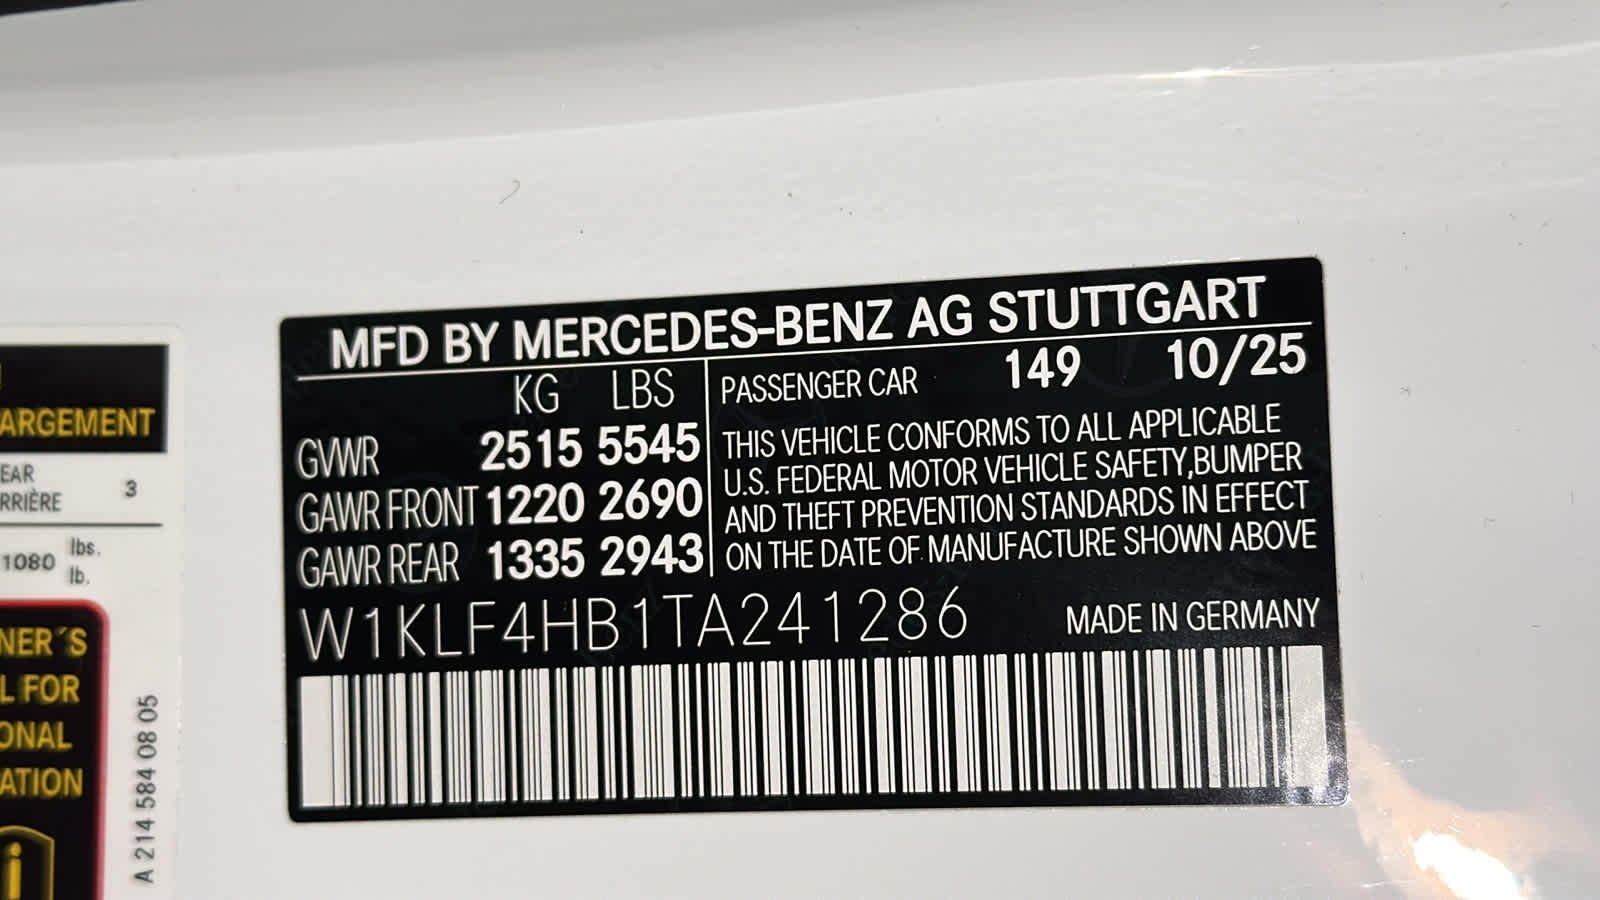 ARGEMENT
EAR
RRIÈRE 3
1080 lbs.
lb.
NER´S
L FOR
ONAL
ATION
i
A 214 584 08 05
MFD BY MERCEDES-BENZ AG STUTTGART
KG LBS
GVWR 2515 5545
GAWR FRONT 1220 2690
GAWR REAR 1335 2943
PASSENGER CAR 149 10/25
THIS VEHICLE CONFORMS TO ALL APPLICABLE
U.S. FEDERAL MOTOR VEHICLE SAFETY,BUMPER
AND THEFT PREVENTION STANDARDS IN EFFECT
ON THE DATE OF MANUFACTURE SHOWN ABOVE
W1KLF4HB1TA241286
MADE IN GERMANY